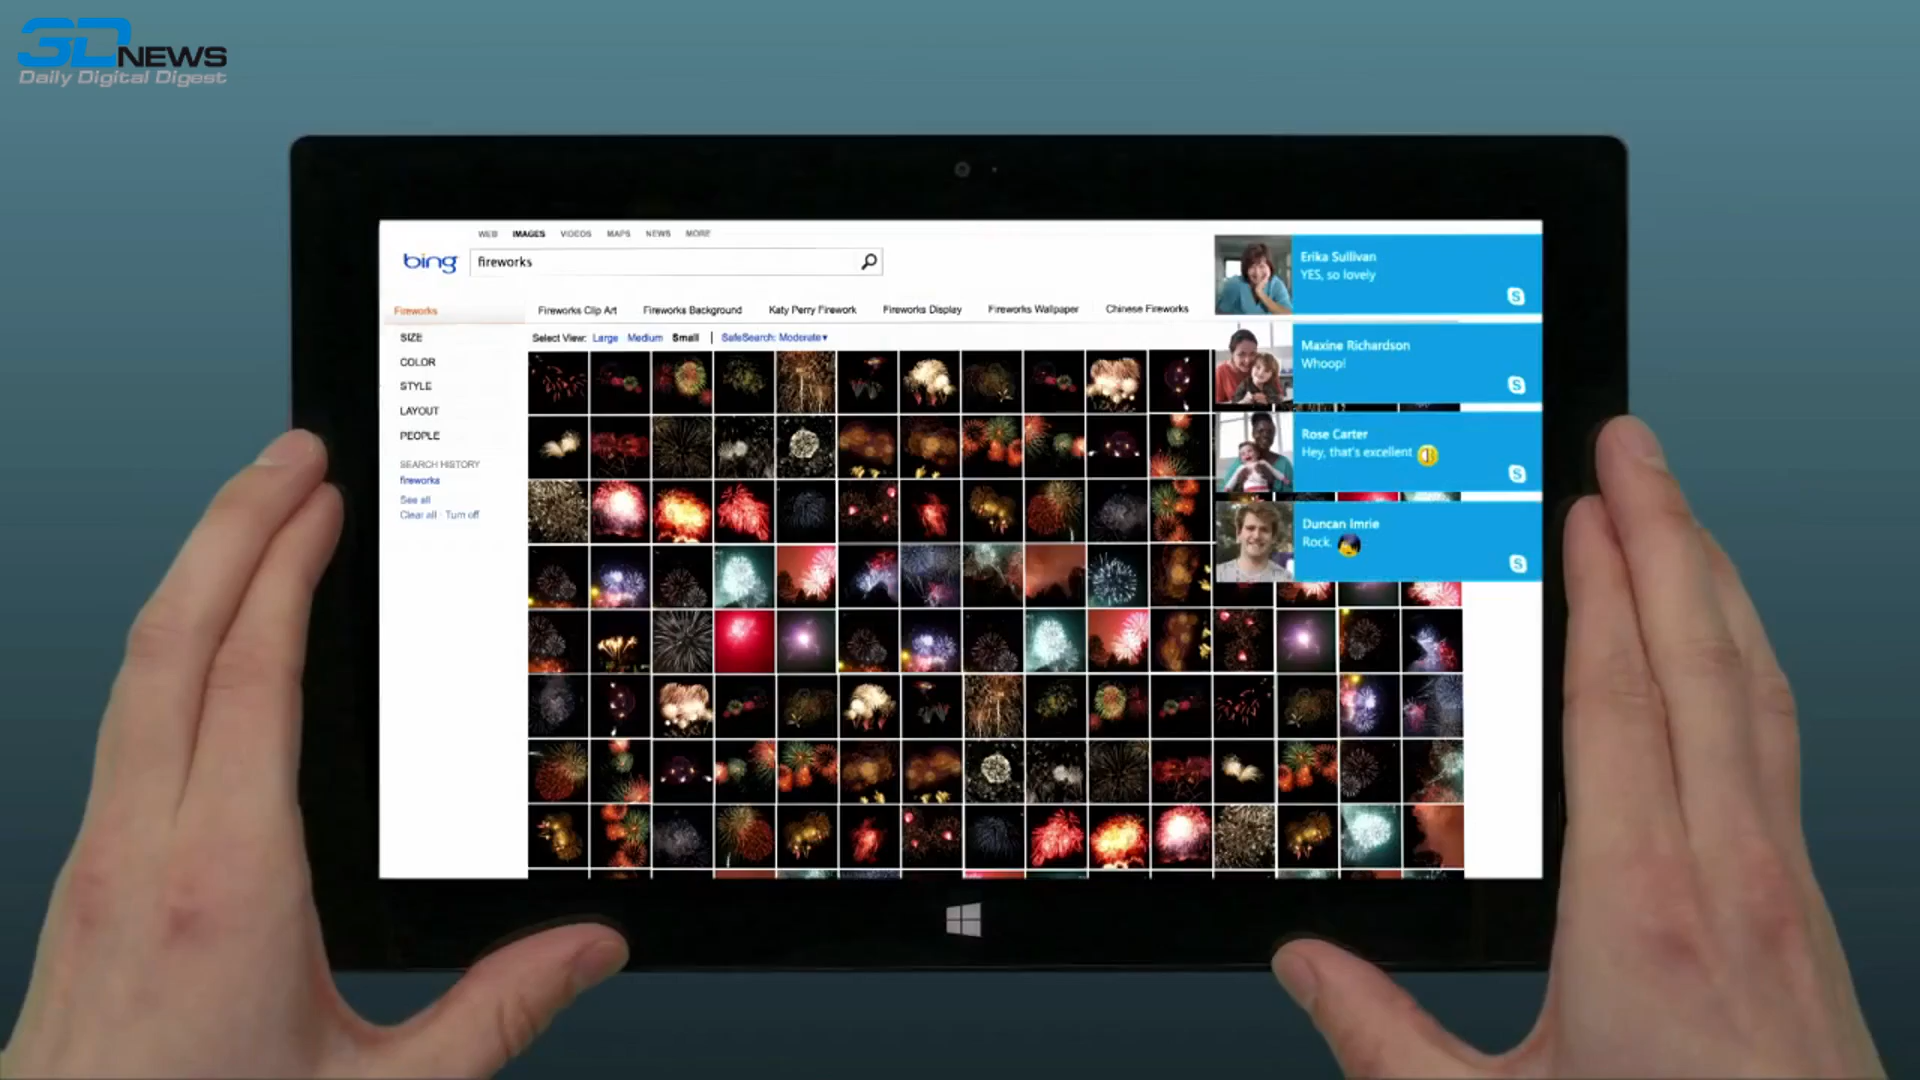 3DNEWS
Daily Digital Digest
WEB IMAGES VIDEOS MAPS NEWS MORE
bing fireworks
Fireworks Fireworks Clip Art Fireworks Background Katy Perry Firework Fireworks Display Fireworks Wallpaper Chinese Fireworks
Select View: Large Medium Small | SafeSearch: Moderate▾
SIZE
COLOR
STYLE
LAYOUT
PEOPLE
SEARCH HISTORY
fireworks
See all
Clear all · Turn off
Erika Sullivan
YES, so lovely
Maxine Richardson
Whoop!
Rose Carter
Hey, that's excellent
Duncan Imrie
Rock.